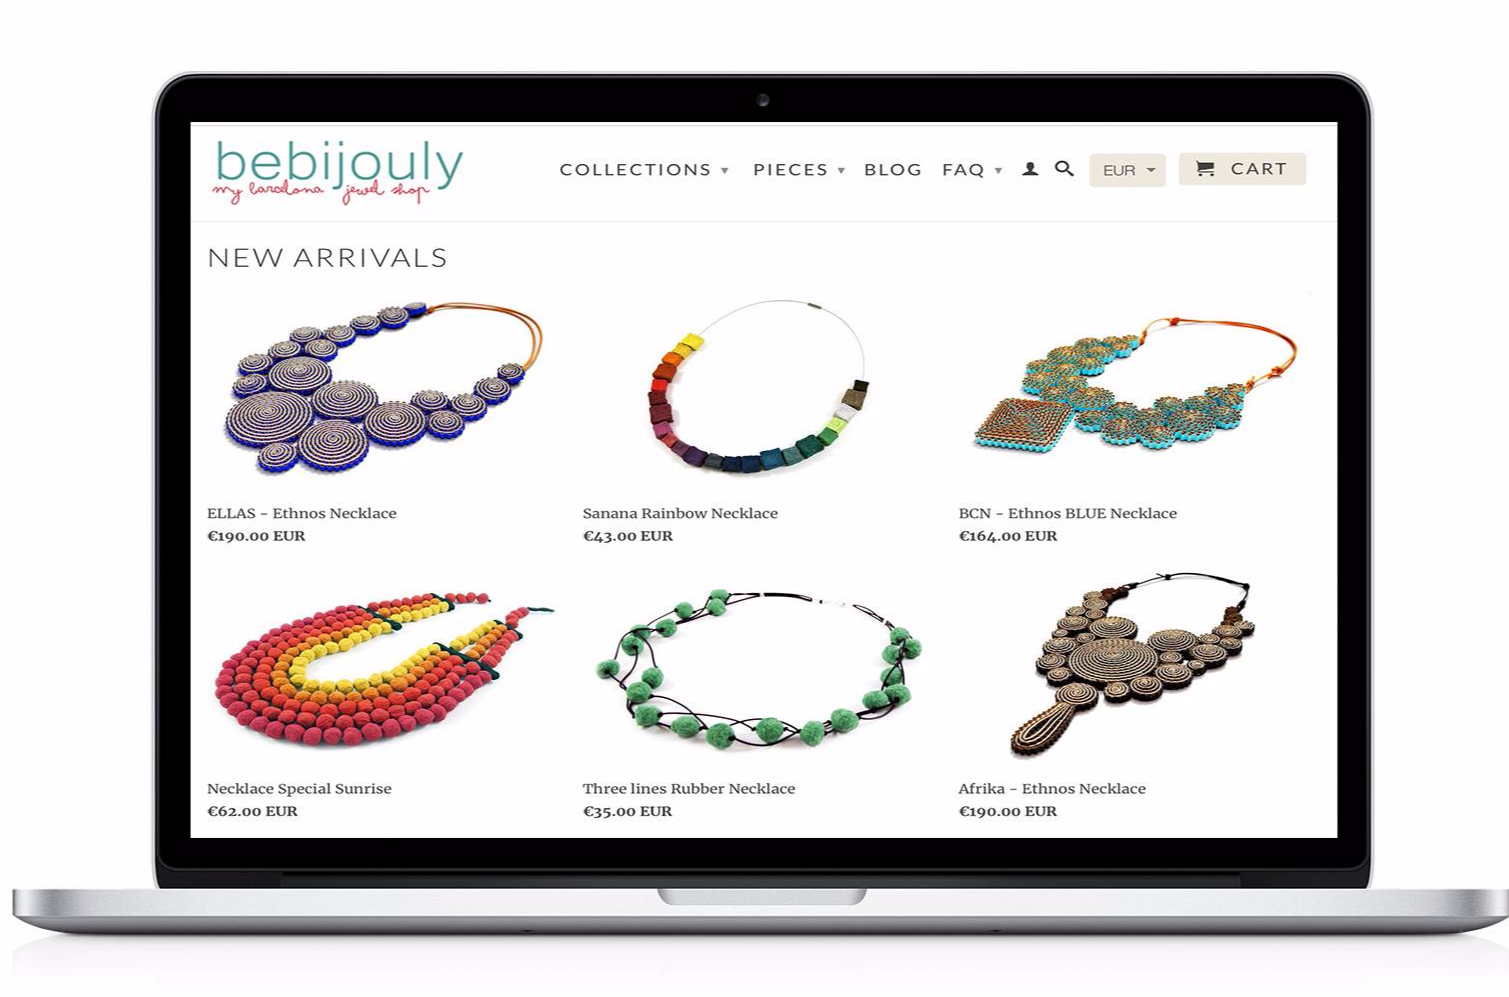 bebijouly
my barcelona jewel shop
COLLECTIONS ▾ PIECES ▾ BLOG FAQ ▾ EUR CART
NEW ARRIVALS
ELLAS - Ethnos Necklace
€190.00 EUR
Sanana Rainbow Necklace
€43.00 EUR
BCN - Ethnos BLUE Necklace
€164.00 EUR
Necklace Special Sunrise
€62.00 EUR
Three lines Rubber Necklace
€35.00 EUR
Afrika - Ethnos Necklace
€190.00 EUR